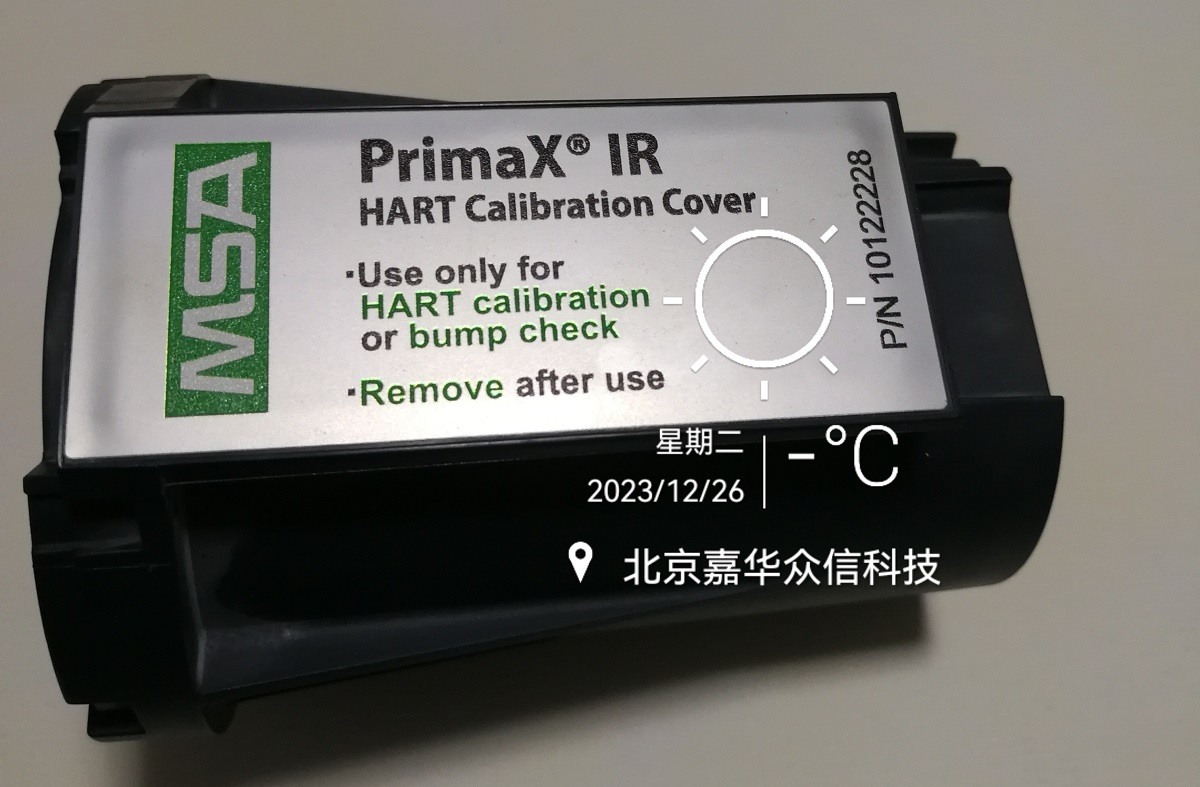 MSA
PrimaX® IR
HART Calibration Cover
·Use only for
HART calibration
or bump check
·Remove after use
P/N 10122228
星期二
2023/12/26
-°C
北京嘉华众信科技